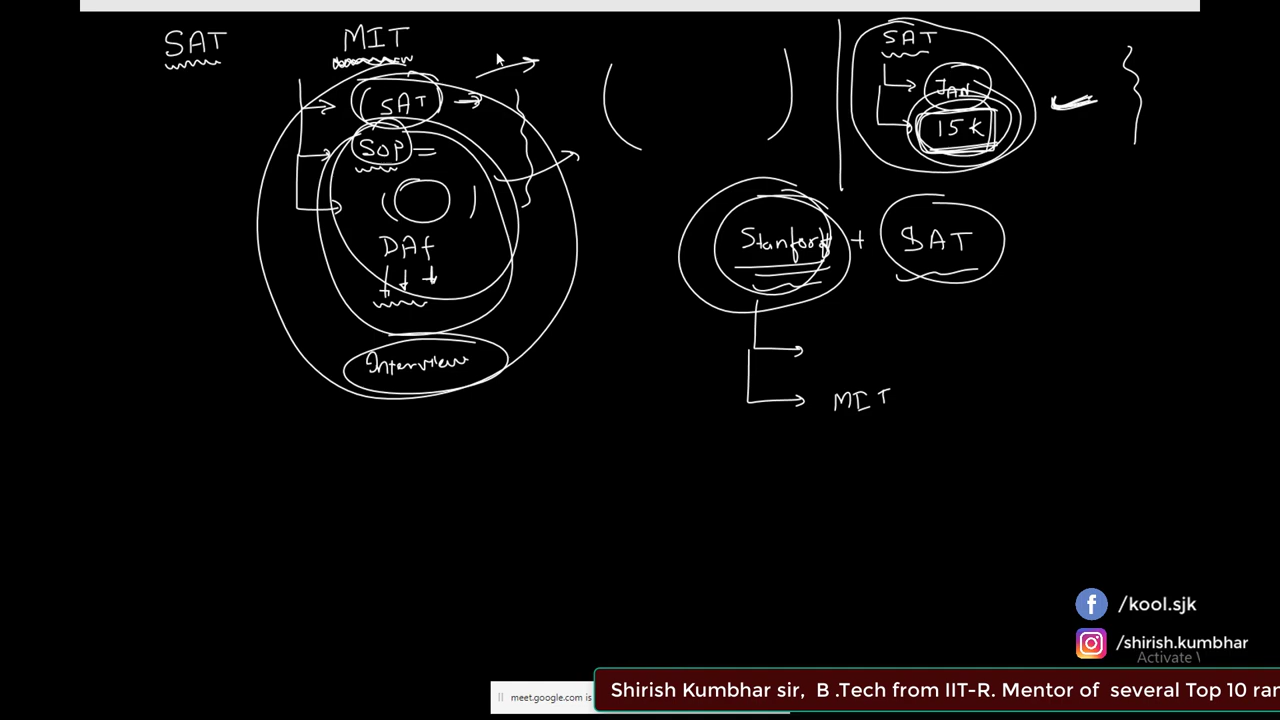 SAT
MIT
SAT
SOP
DAf
Interview
SAT
JAN
15K
Stanford + SAT
MIT
/kool.sjk
/shirish.kumbhar
Activate \
meet.google.com is
Shirish Kumbhar sir, B .Tech from IIT-R. Mentor of several Top 10 ran